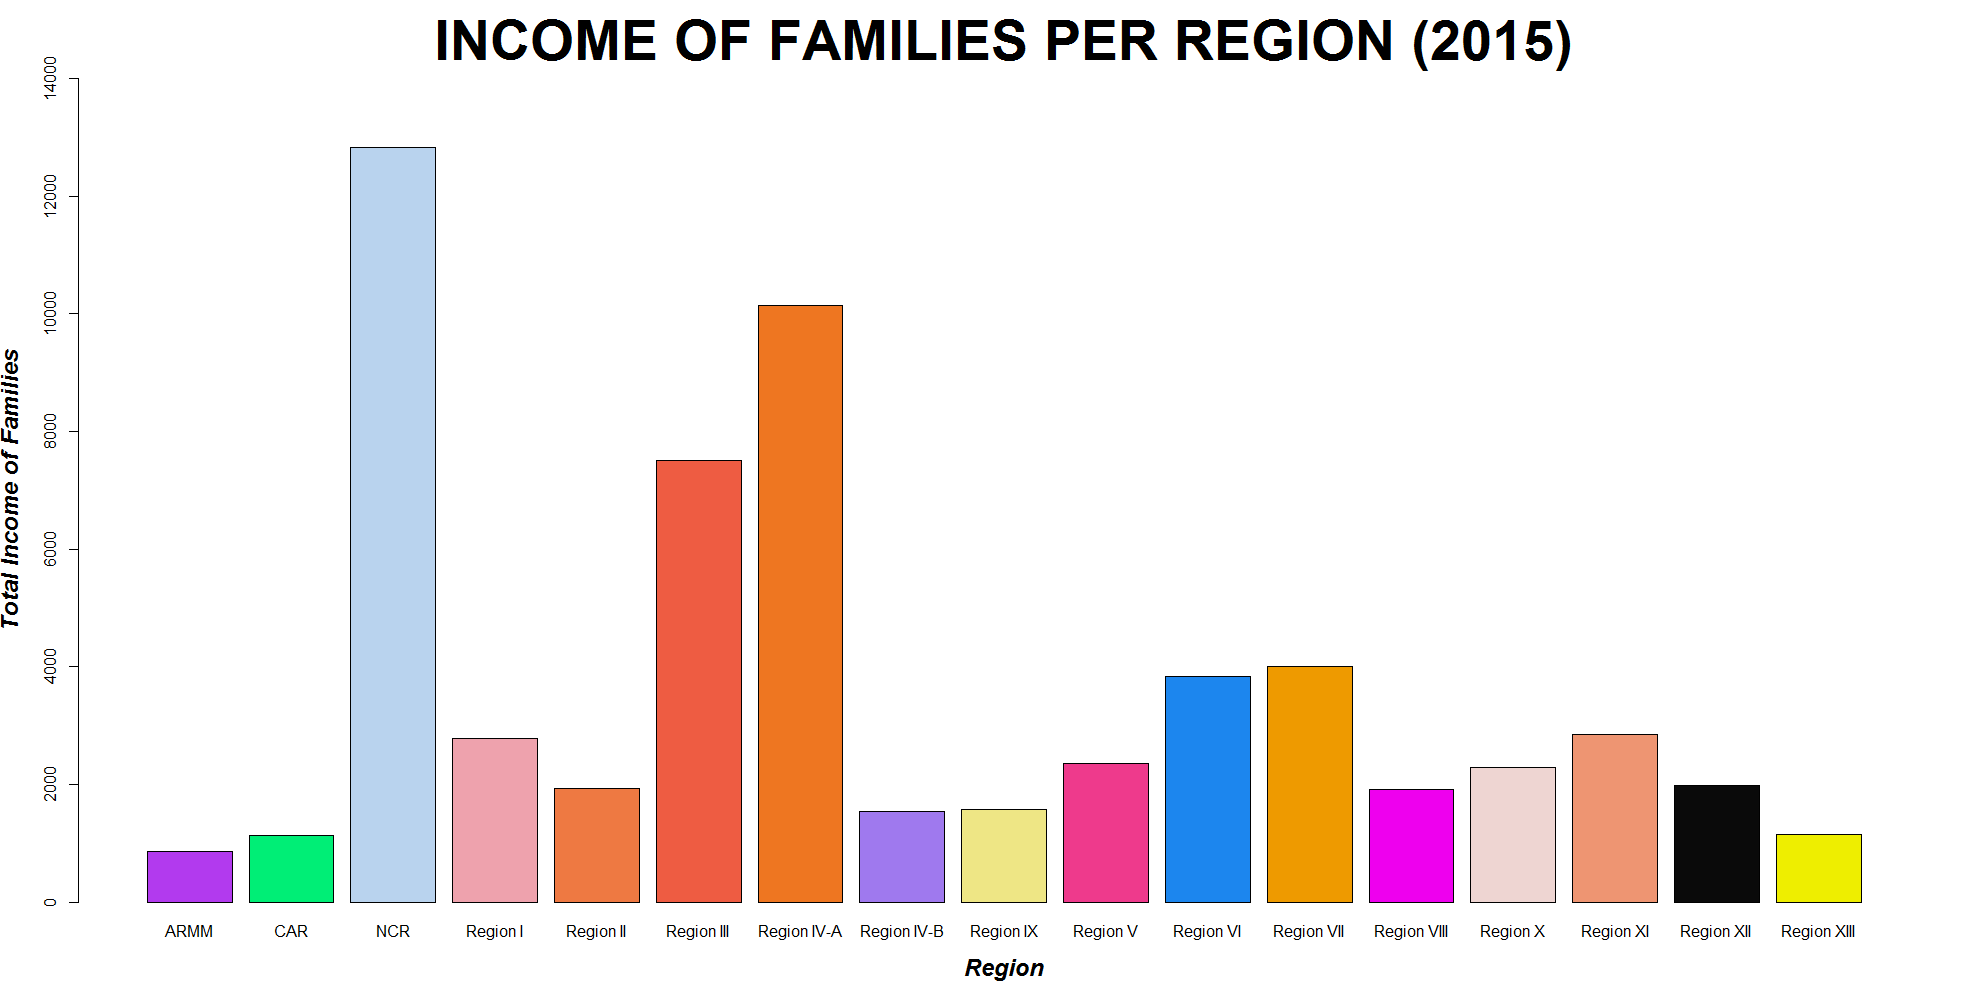 INCOME OF FAMILIES PER REGION (2015)
Total Income of Families
14000
12000
10000
8000
6000
4000
2000
0
ARMM CAR NCR Region I Region II Region III Region IV-A Region IV-B Region IX Region V Region VI Region VII Region VIII Region X Region XI Region XII Region XIII
Region